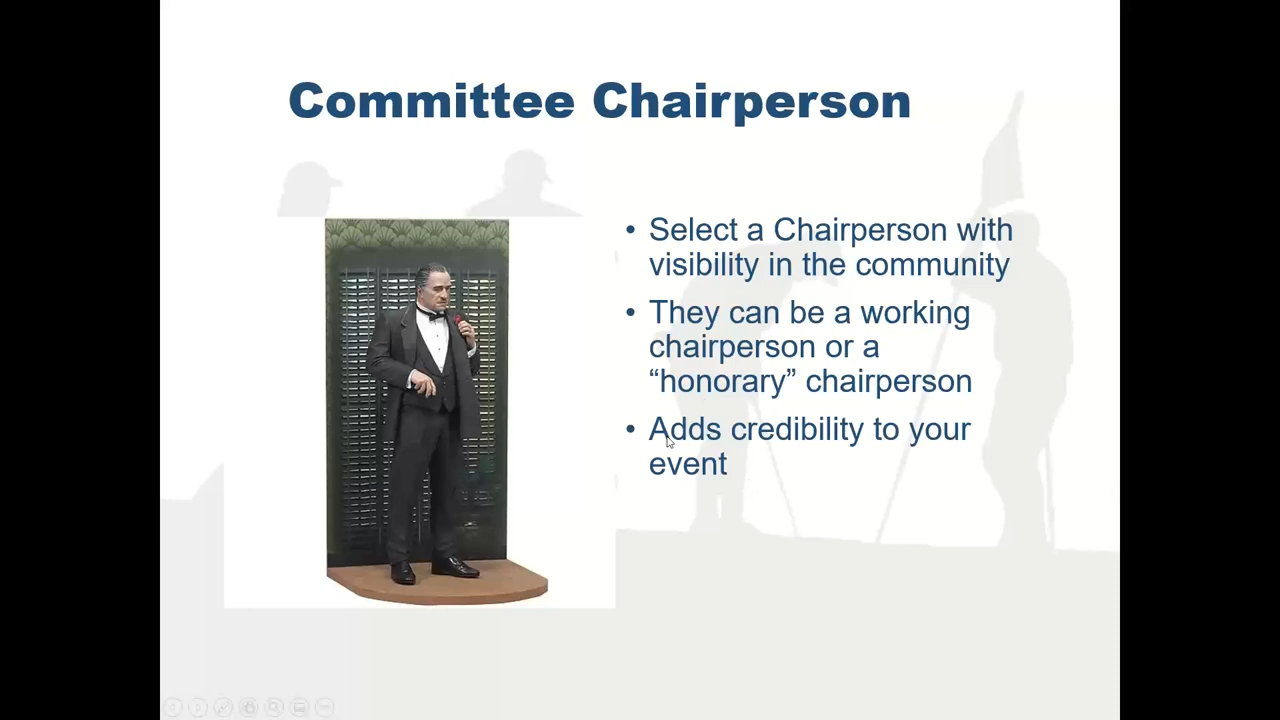 Committee Chairperson
• Select a Chairperson with
visibility in the community
• They can be a working
chairperson or a
“honorary” chairperson
• Adds credibility to your
event